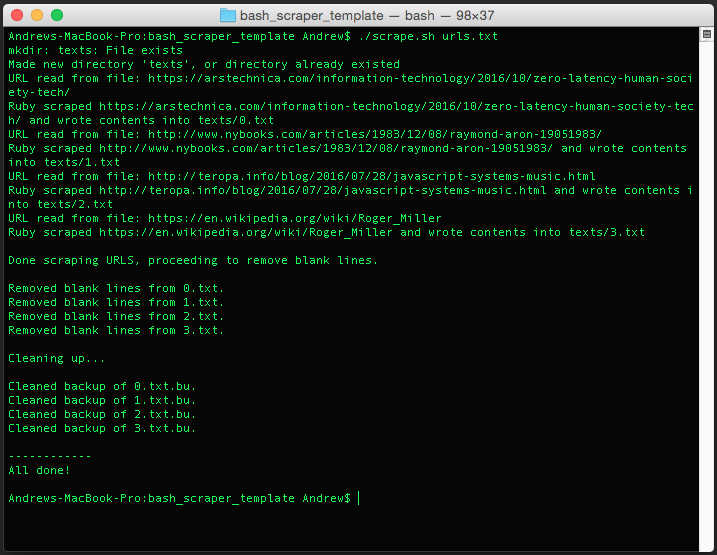 bash_scraper_template — bash — 98×37
Andrews-MacBook-Pro:bash_scraper_template Andrew$ ./scrape.sh urls.txt
mkdir: texts: File exists
Made new directory 'texts', or directory already existed
URL read from file: https://arstechnica.com/information-technology/2016/10/zero-latency-human-soci
ety-tech/
Ruby scraped https://arstechnica.com/information-technology/2016/10/zero-latency-human-society-tec
h/ and wrote contents into texts/0.txt
URL read from file: http://www.nybooks.com/articles/1983/12/08/raymond-aron-19051983/
Ruby scraped http://www.nybooks.com/articles/1983/12/08/raymond-aron-19051983/ and wrote contents
into texts/1.txt
URL read from file: http://teropa.info/blog/2016/07/28/javascript-systems-music.html
Ruby scraped http://teropa.info/blog/2016/07/28/javascript-systems-music.html and wrote contents i
nto texts/2.txt
URL read from file: https://en.wikipedia.org/wiki/Roger_Miller
Ruby scraped https://en.wikipedia.org/wiki/Roger_Miller and wrote contents into texts/3.txt
Done scraping URLS, proceeding to remove blank lines.
Removed blank lines from 0.txt.
Removed blank lines from 1.txt.
Removed blank lines from 2.txt.
Removed blank lines from 3.txt.
Cleaning up...
Cleaned backup of 0.txt.bu.
Cleaned backup of 1.txt.bu.
Cleaned backup of 2.txt.bu.
Cleaned backup of 3.txt.bu.
------------
All done!
Andrews-MacBook-Pro:bash_scraper_template Andrew$